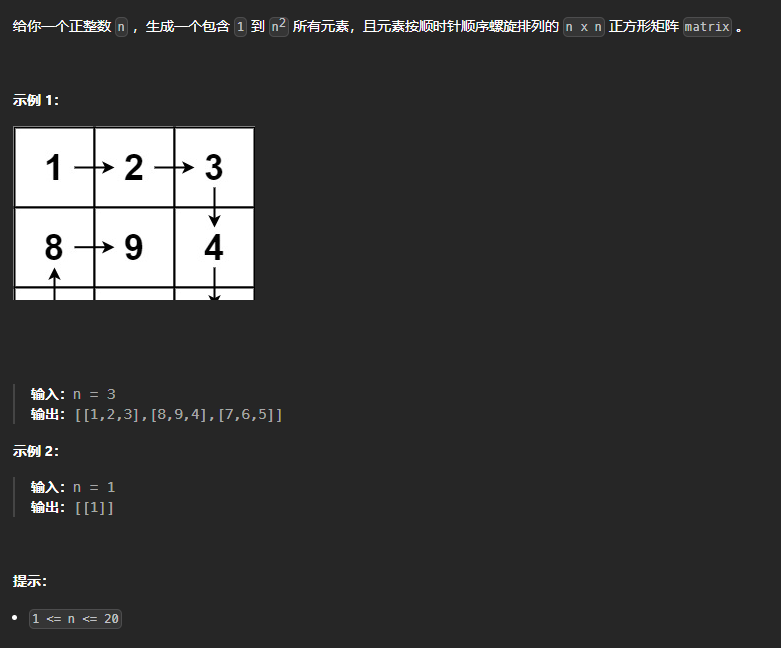 给你一个正整数 n ，生成一个包含 1 到 n² 所有元素，且元素按顺时针顺序螺旋排列的 n x n 正方形矩阵 matrix 。
示例 1：
1 2 3
8 9 4
输入：n = 3
输出：[[1,2,3],[8,9,4],[7,6,5]]
示例 2：
输入：n = 1
输出：[[1]]
提示：
1 <= n <= 20